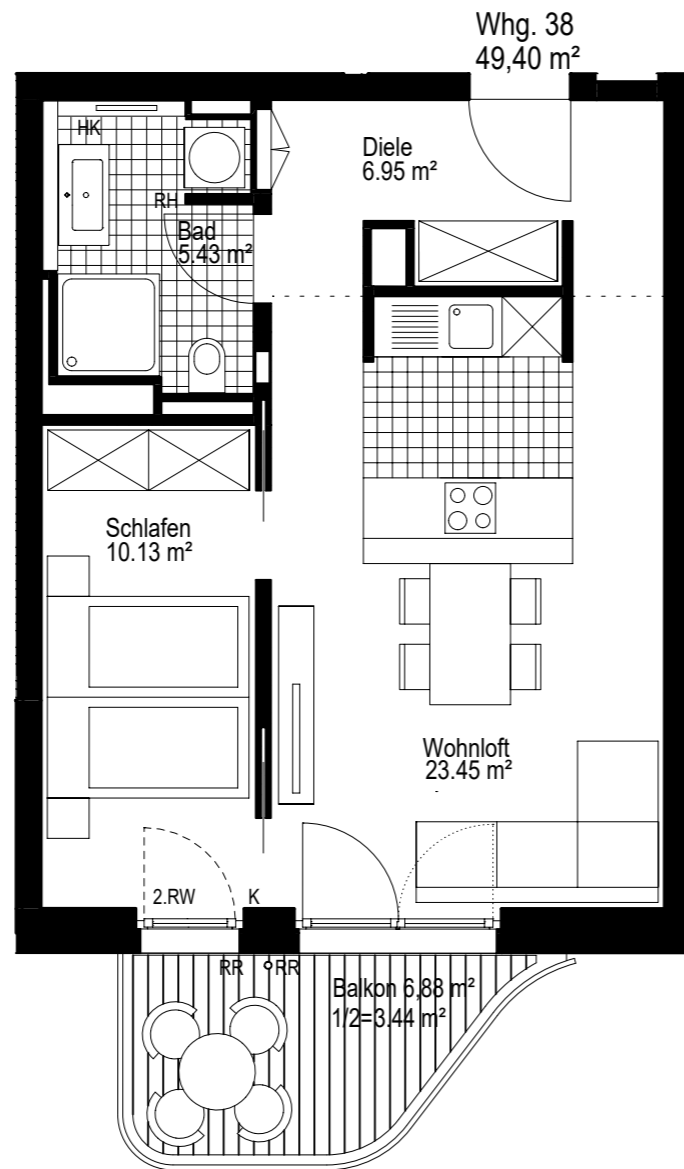 Whg. 38
49,40 m²
HK
Diele
6.95 m²
RH
Bad
5.43 m²
Schlafen
10.13 m²
Wohnloft
23.45 m²
2.RW
K
RR
RR
Balkon 6,88 m²
1/2=3.44 m²